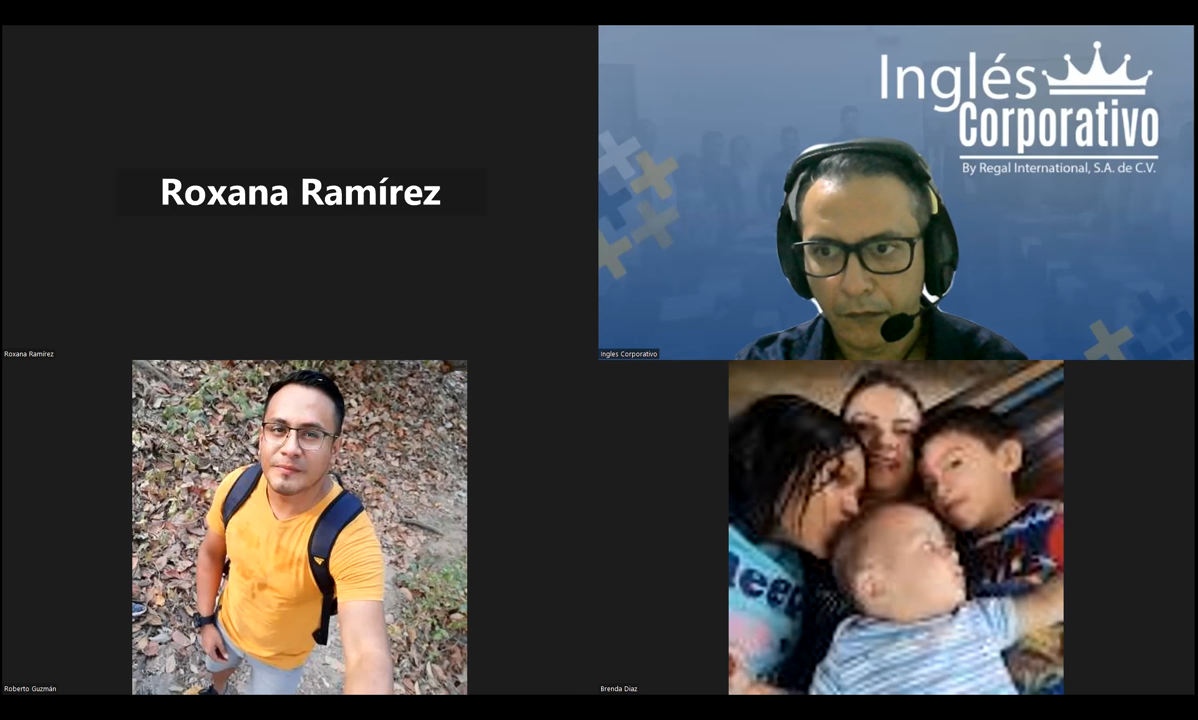 Roxana Ramírez
Roxana Ramírez
Inglés
Corporativo
By Regal International, S.A. de C.V.
Ingles Corporativo
Roberto Guzmán
Brenda Diaz